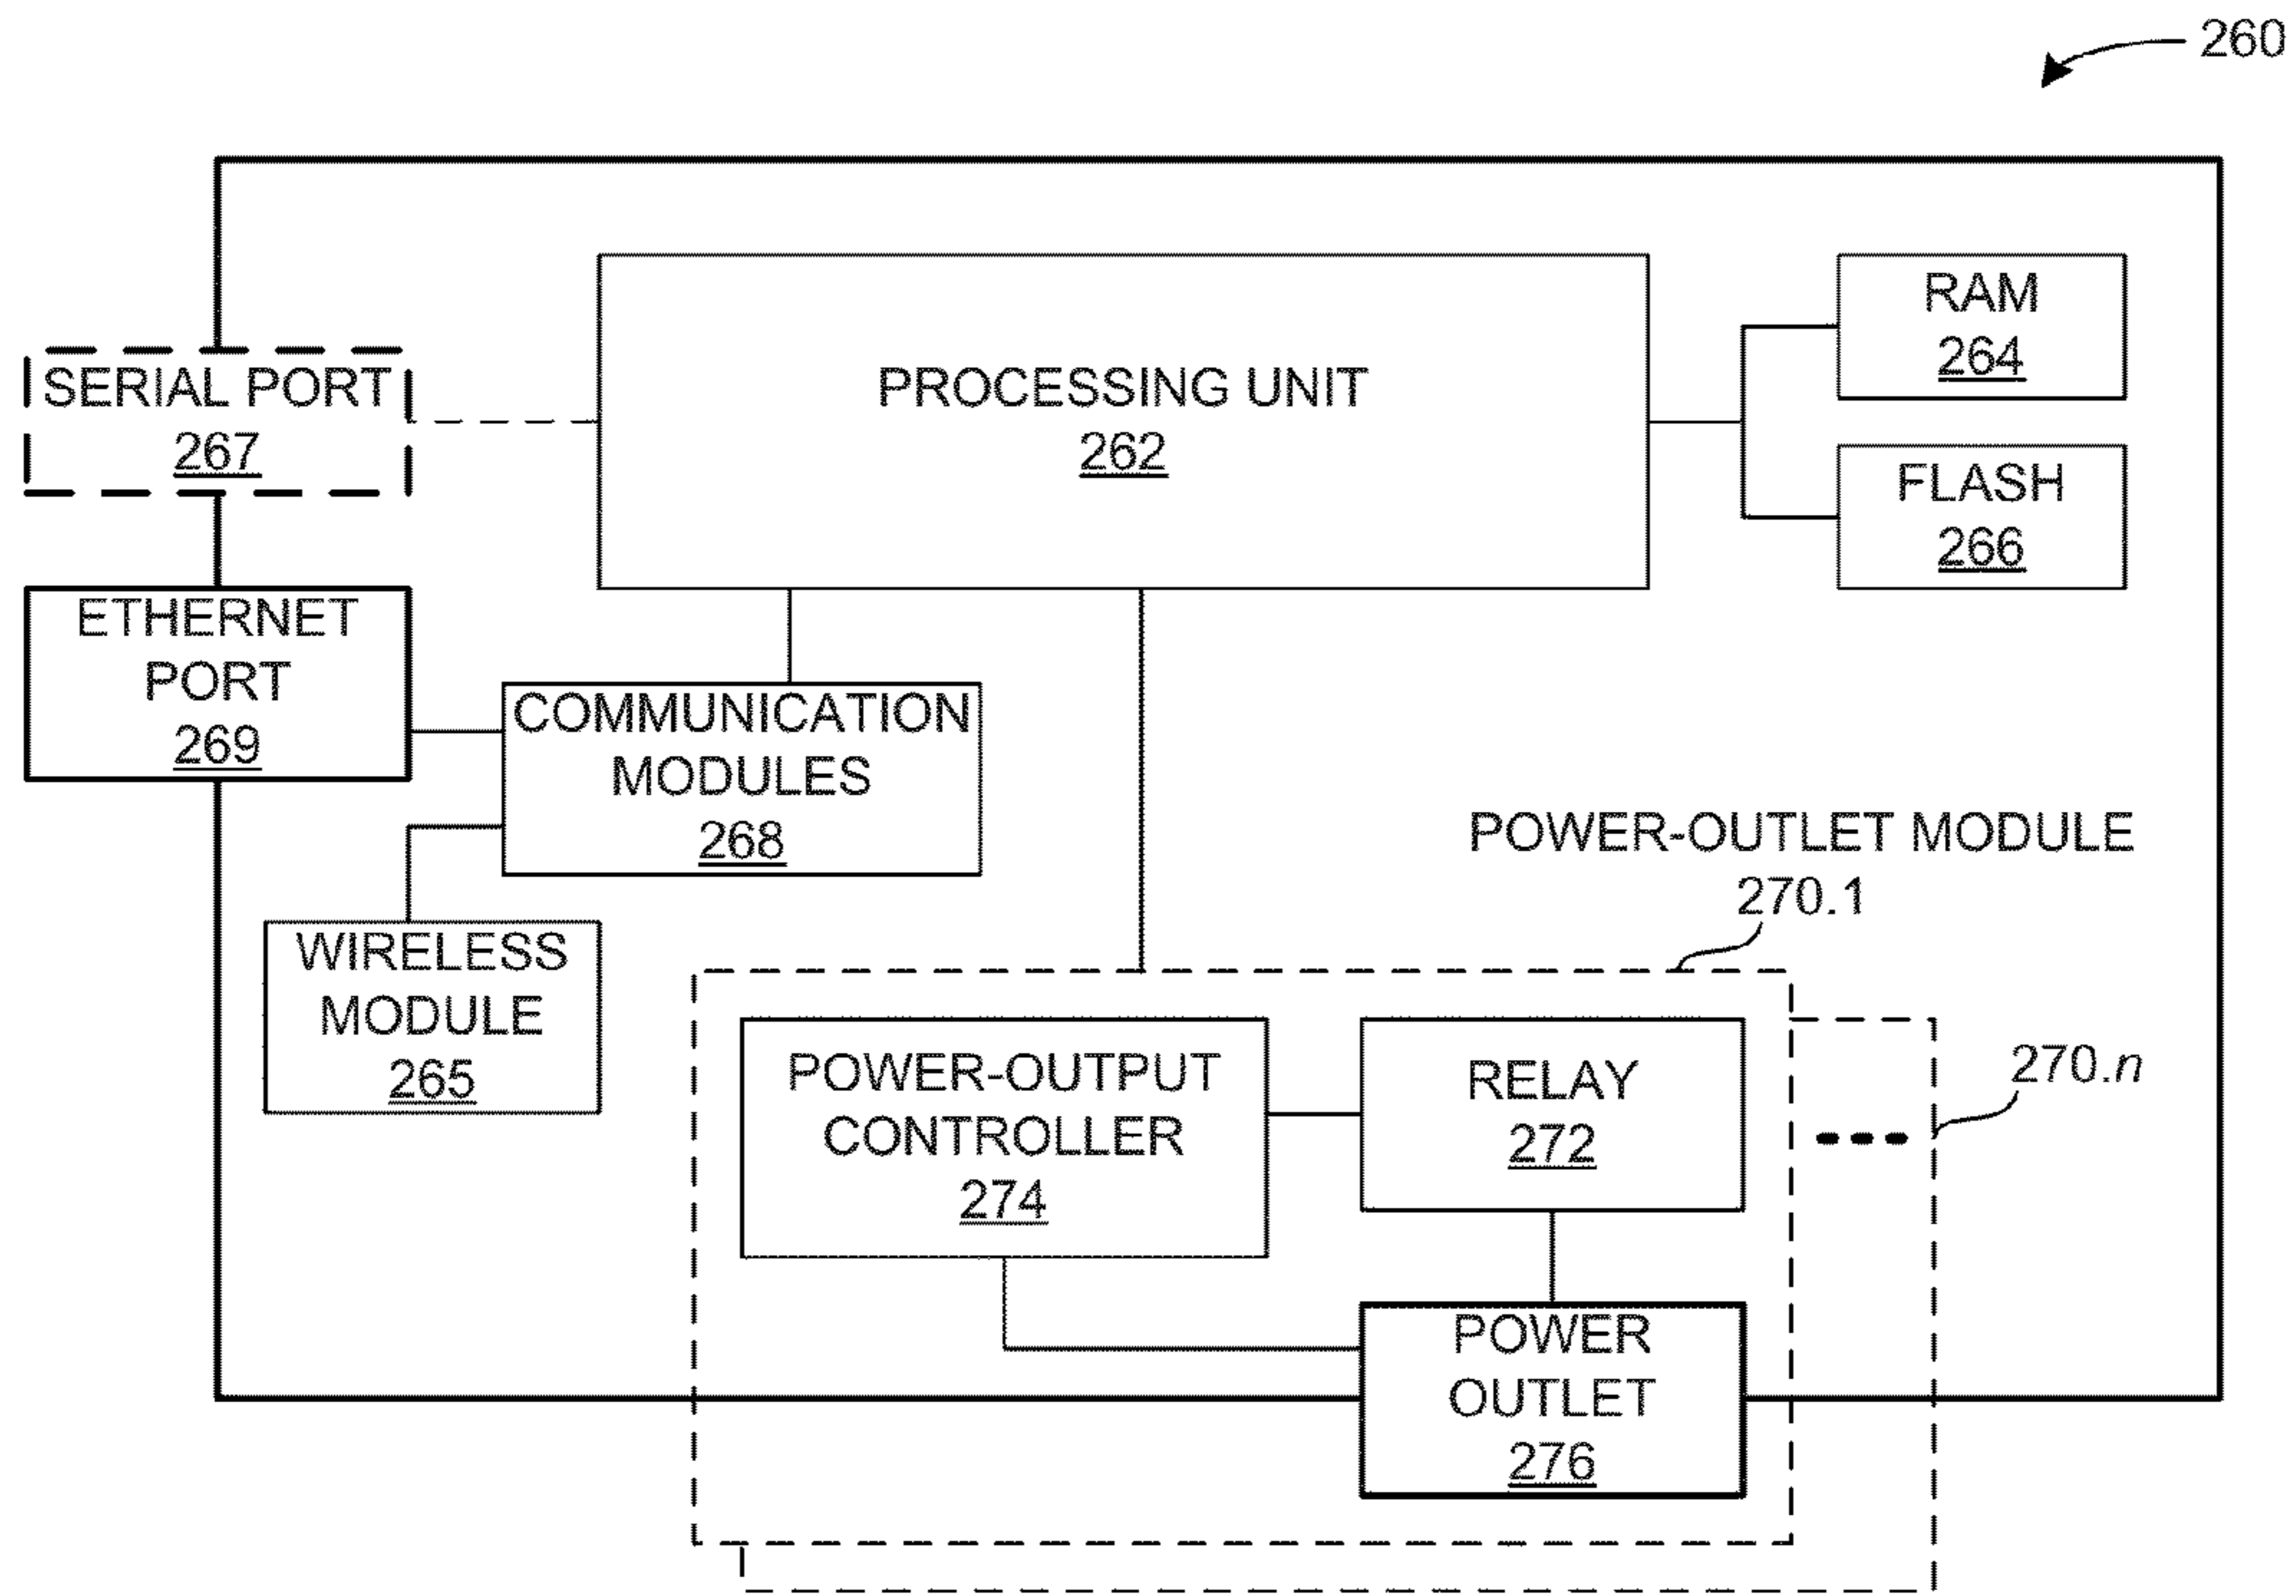 260
PROCESSING UNIT
262
RAM
264
FLASH
266
SERIAL PORT
267
ETHERNET
PORT
269
COMMUNICATION
MODULES
268
WIRELESS
MODULE
265
POWER-OUTLET MODULE
270.1
270.n
POWER-OUTPUT
CONTROLLER
274
RELAY
272
POWER
OUTLET
276